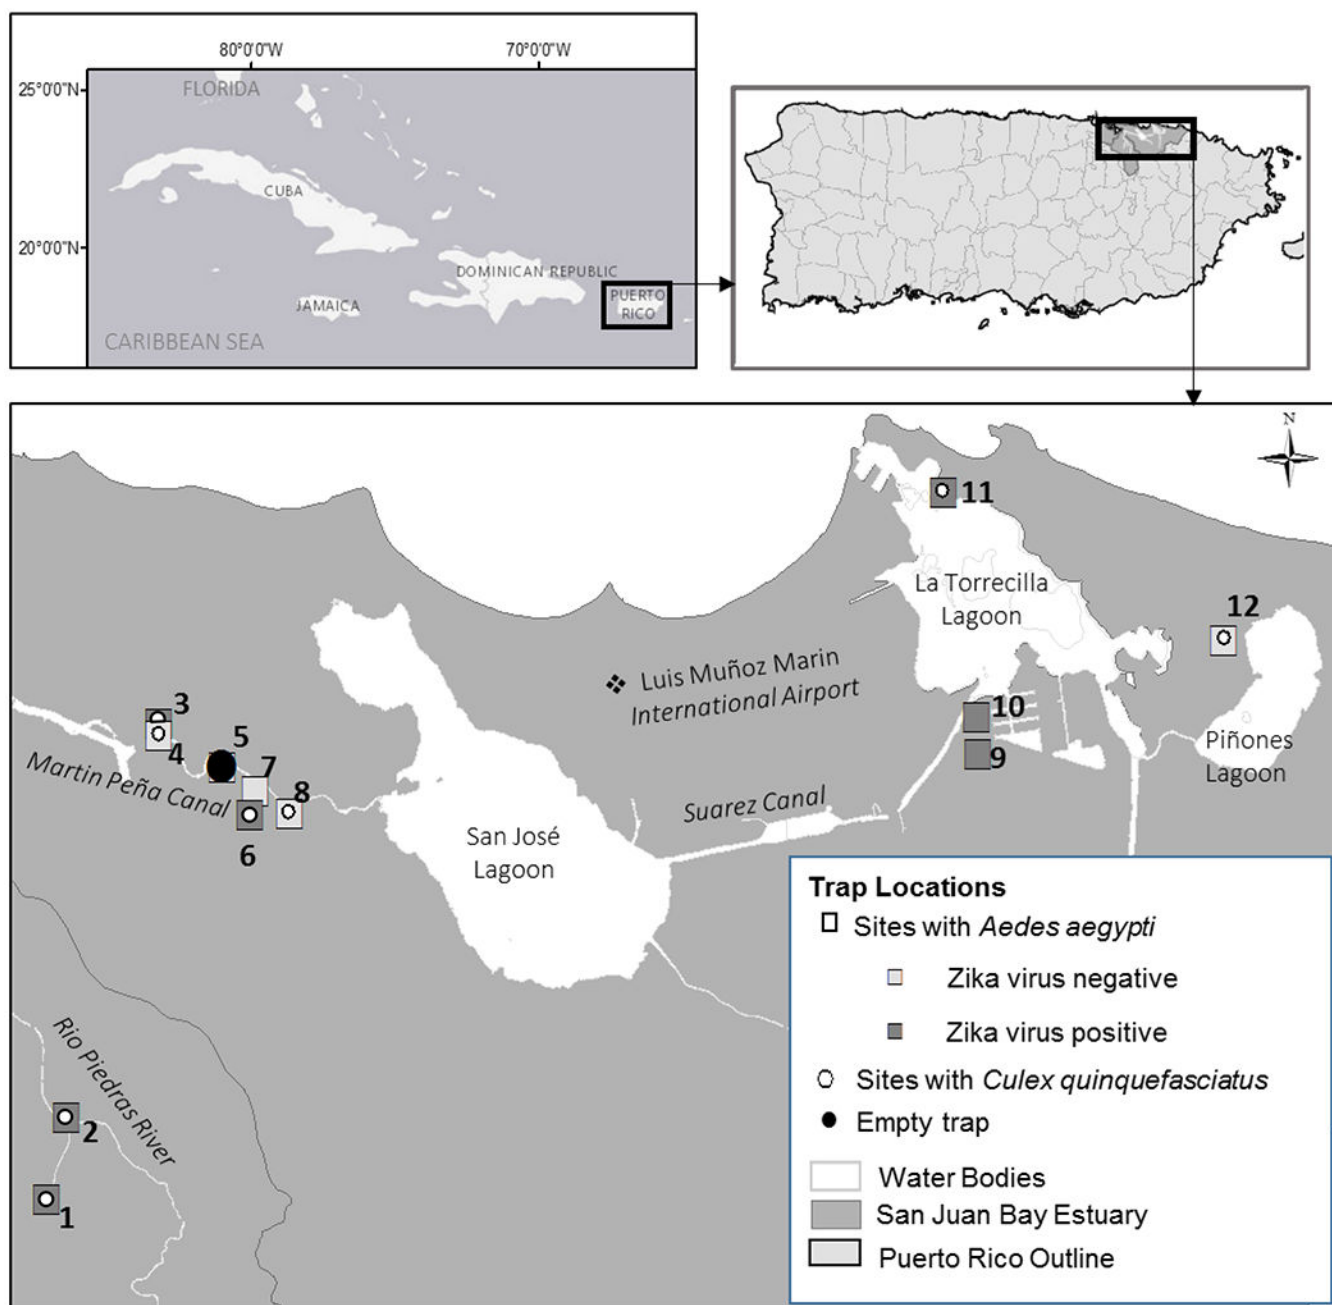 80°0'0"W
70°0'0"W
25°0'0"N
20°0'0"N
FLORIDA
CUBA
DOMINICAN REPUBLIC
JAMAICA
PUERTO
RICO
CARIBBEAN SEA
N
11
La Torrecilla
Lagoon
12
Luis Muñoz Marin
International Airport
3
4
5
7
8
6
Martin Peña Canal
10
9
Piñones
Lagoon
Suarez Canal
San José
Lagoon
Rio Piedras River
2
1
Trap Locations
Sites with Aedes aegypti
Zika virus negative
Zika virus positive
Sites with Culex quinquefasciatus
Empty trap
Water Bodies
San Juan Bay Estuary
Puerto Rico Outline